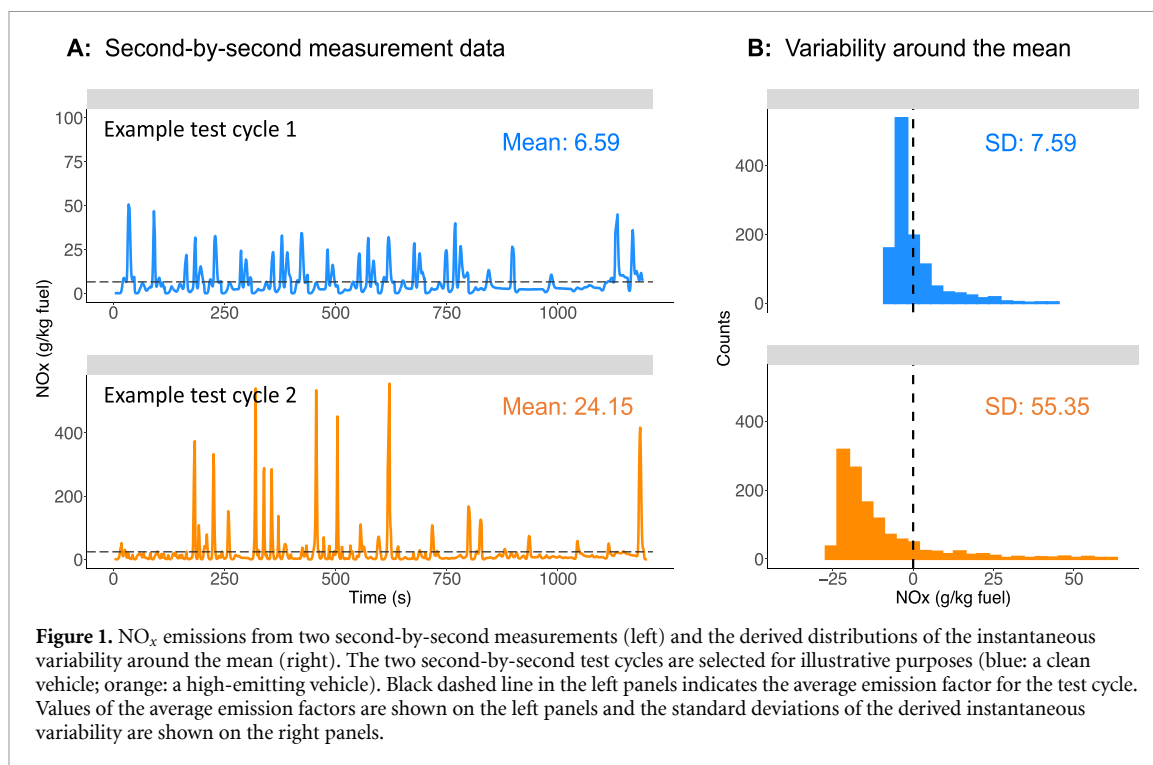 A: Second-by-second measurement data
B: Variability around the mean
Example test cycle 1
Mean: 6.59
100
75
50
25
0
0
250
500
750
1000
SD: 7.59
400
200
0
NOx (g/kg fuel)
Example test cycle 2
Mean: 24.15
400
200
0
0
250
500
750
1000
Time (s)
Counts
SD: 55.35
400
200
0
−25
0
25
50
NOx (g/kg fuel)
Figure 1. NOx emissions from two second-by-second measurements (left) and the derived distributions of the instantaneous
variability around the mean (right). The two second-by-second test cycles are selected for illustrative purposes (blue: a clean
vehicle; orange: a high-emitting vehicle). Black dashed line in the left panels indicates the average emission factor for the test cycle.
Values of the average emission factors are shown on the left panels and the standard deviations of the derived instantaneous
variability are shown on the right panels.